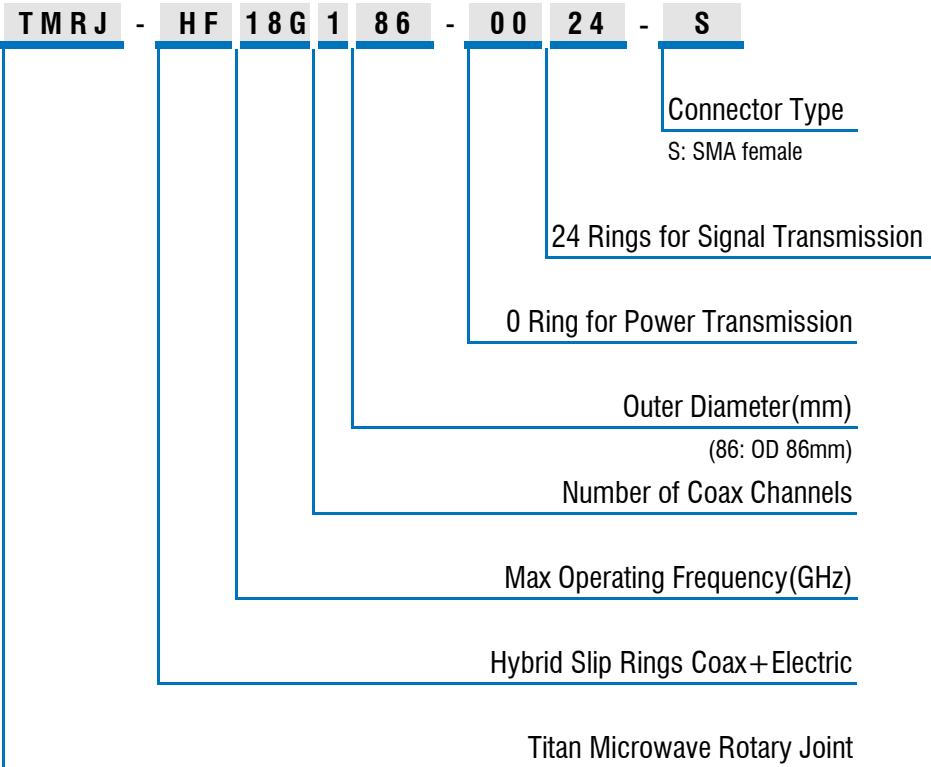 TMRJ - HF 18G 1 86 - 00 24 - S
Connector Type
S: SMA female
24 Rings for Signal Transmission
0 Ring for Power Transmission
Outer Diameter(mm)
(86: OD 86mm)
Number of Coax Channels
Max Operating Frequency(GHz)
Hybrid Slip Rings Coax+Electric
Titan Microwave Rotary Joint